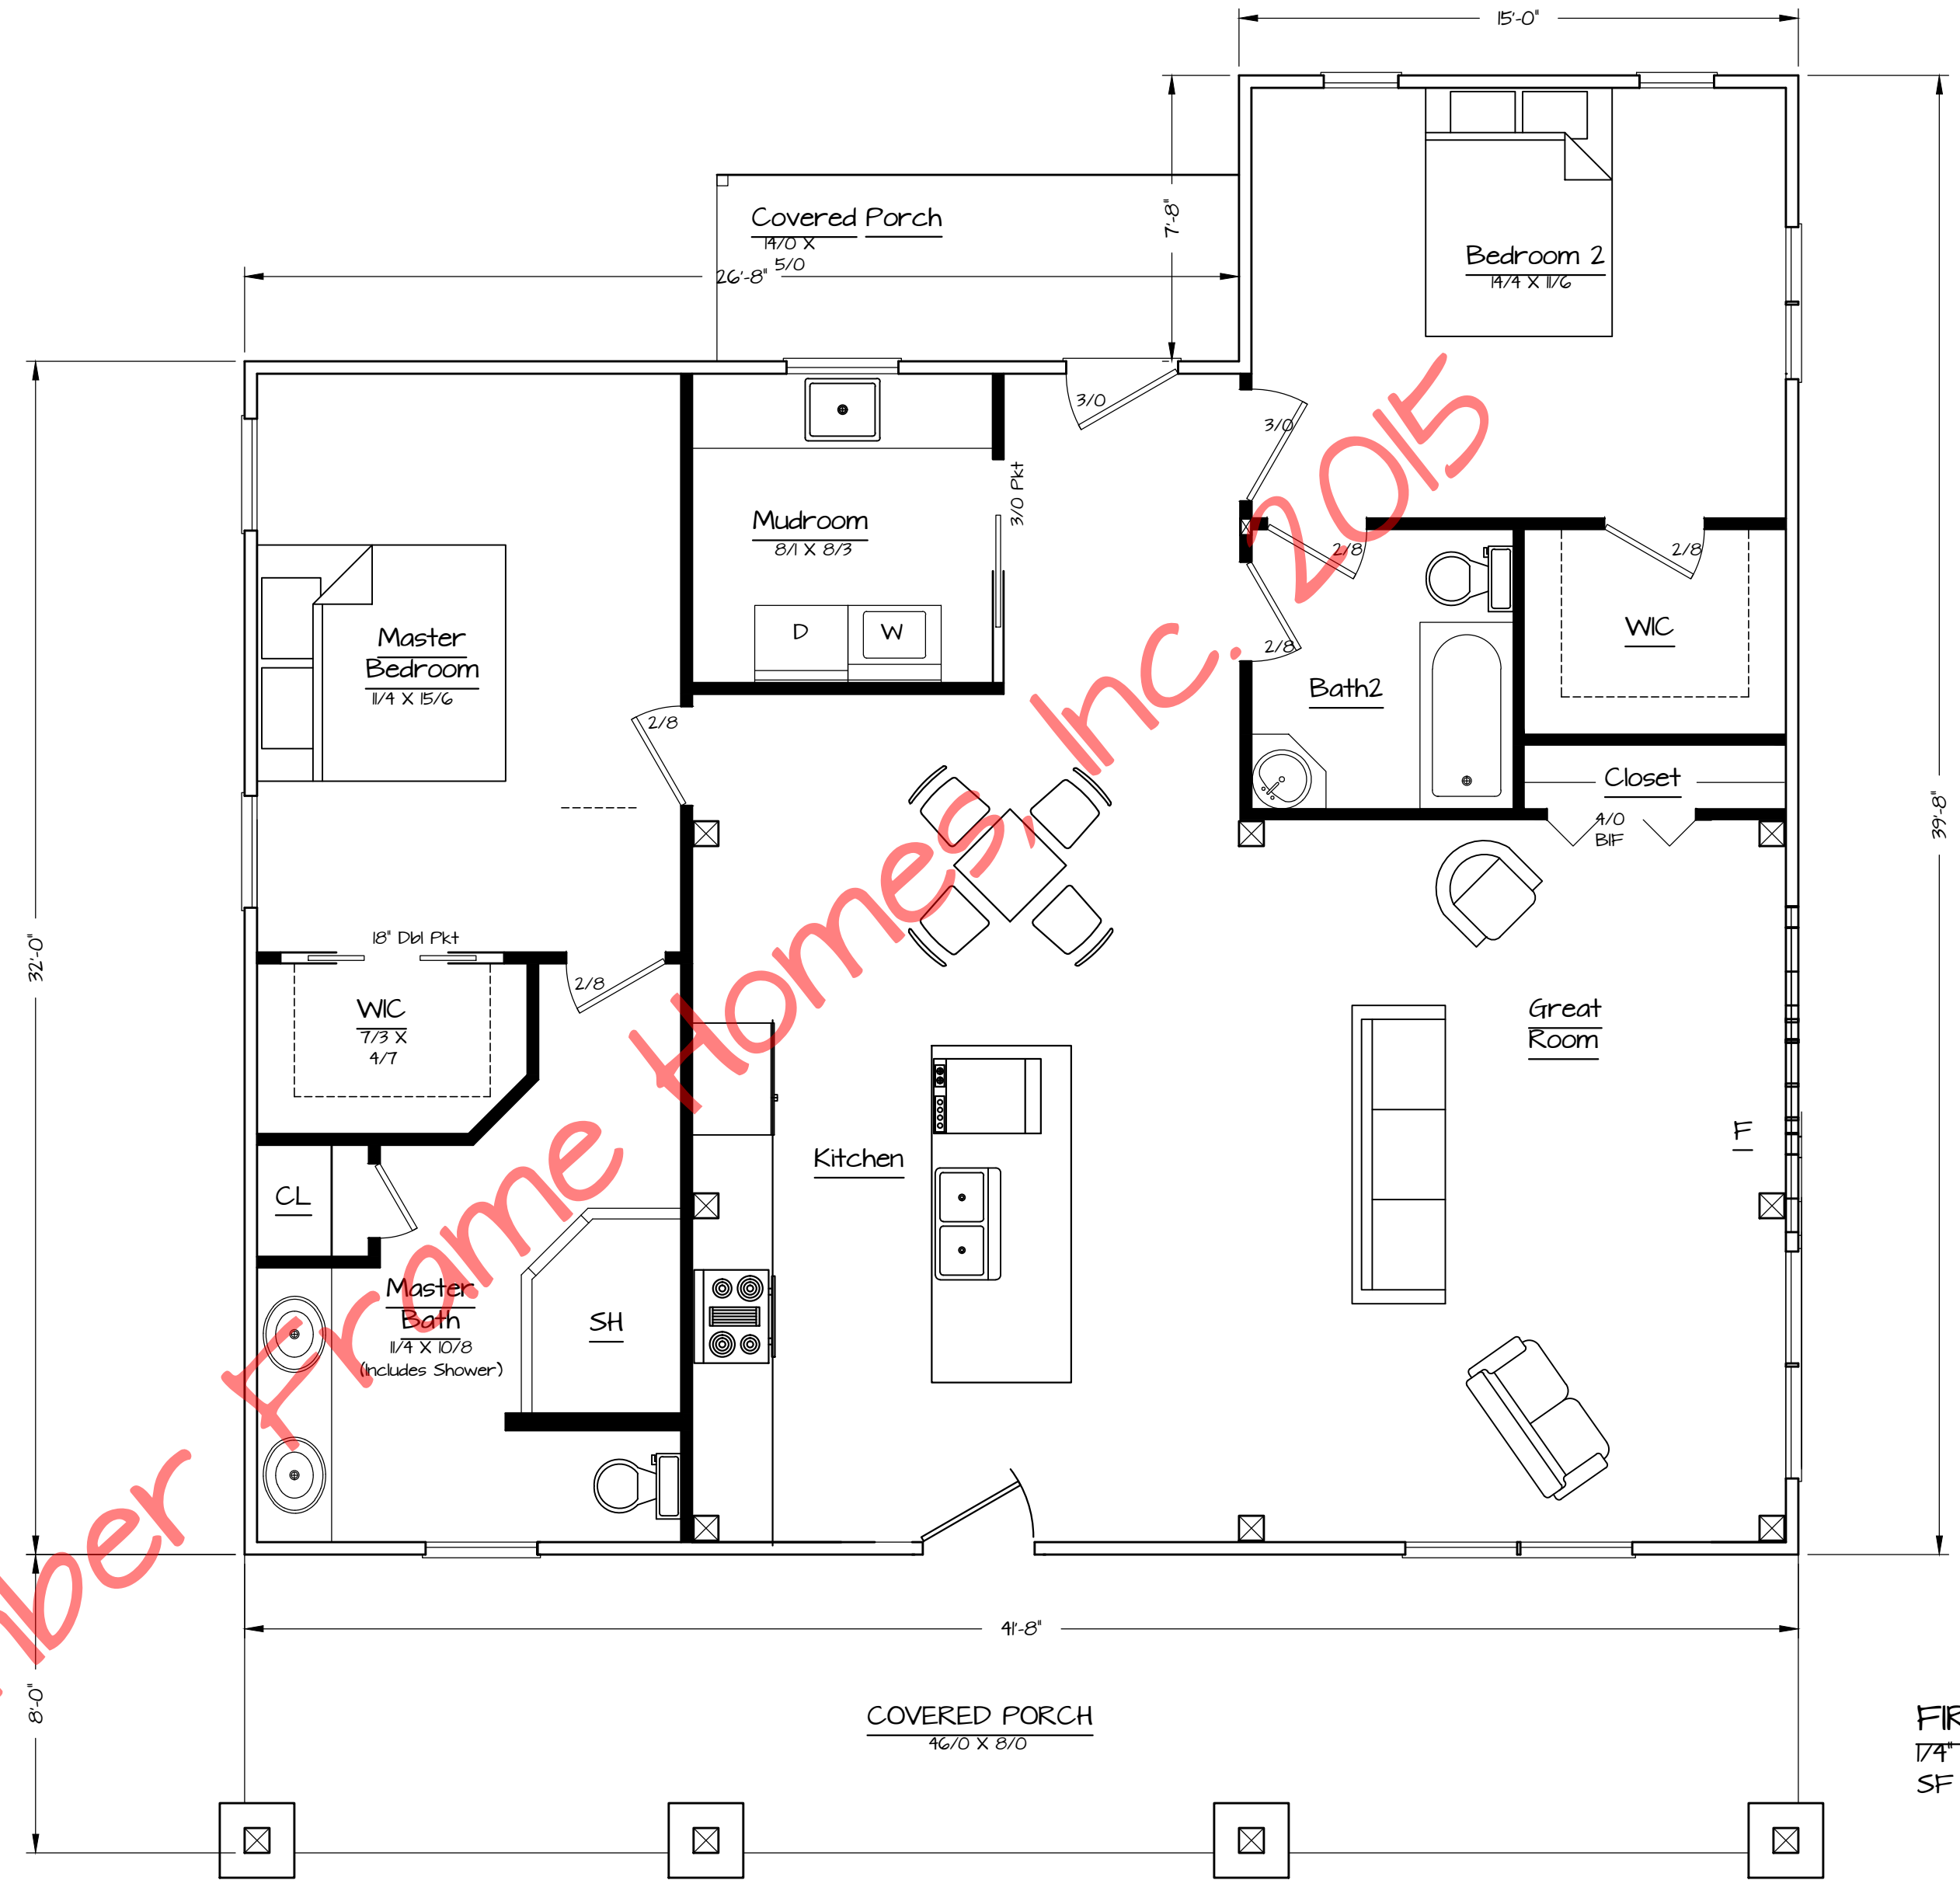 15'-0"
Covered Porch
14/0 X
5/0
26'-8"
7'-8"
Bedroom 2
14/4 X 11/6
3/0
3/0
3/0 Pkt
Mudroom
8/1 X 8/3
D
W
2/8
2/8
2/8
WIC
Bath2
Master
Bedroom
11/4 X 15/6
2/8
Closet
4/0
BIF
39'-8"
32'-0"
18" Dbl Pkt
2/8
WIC
7/3 X
4/7
Great
Room
F
Kitchen
CL
Master
Bath
11/4 X 10/8
(Includes Shower)
SH
41'-8"
8'-0"
COVERED PORCH
46/0 X 8/0
1/4"
SF
Frame Homes, Inc. 2015